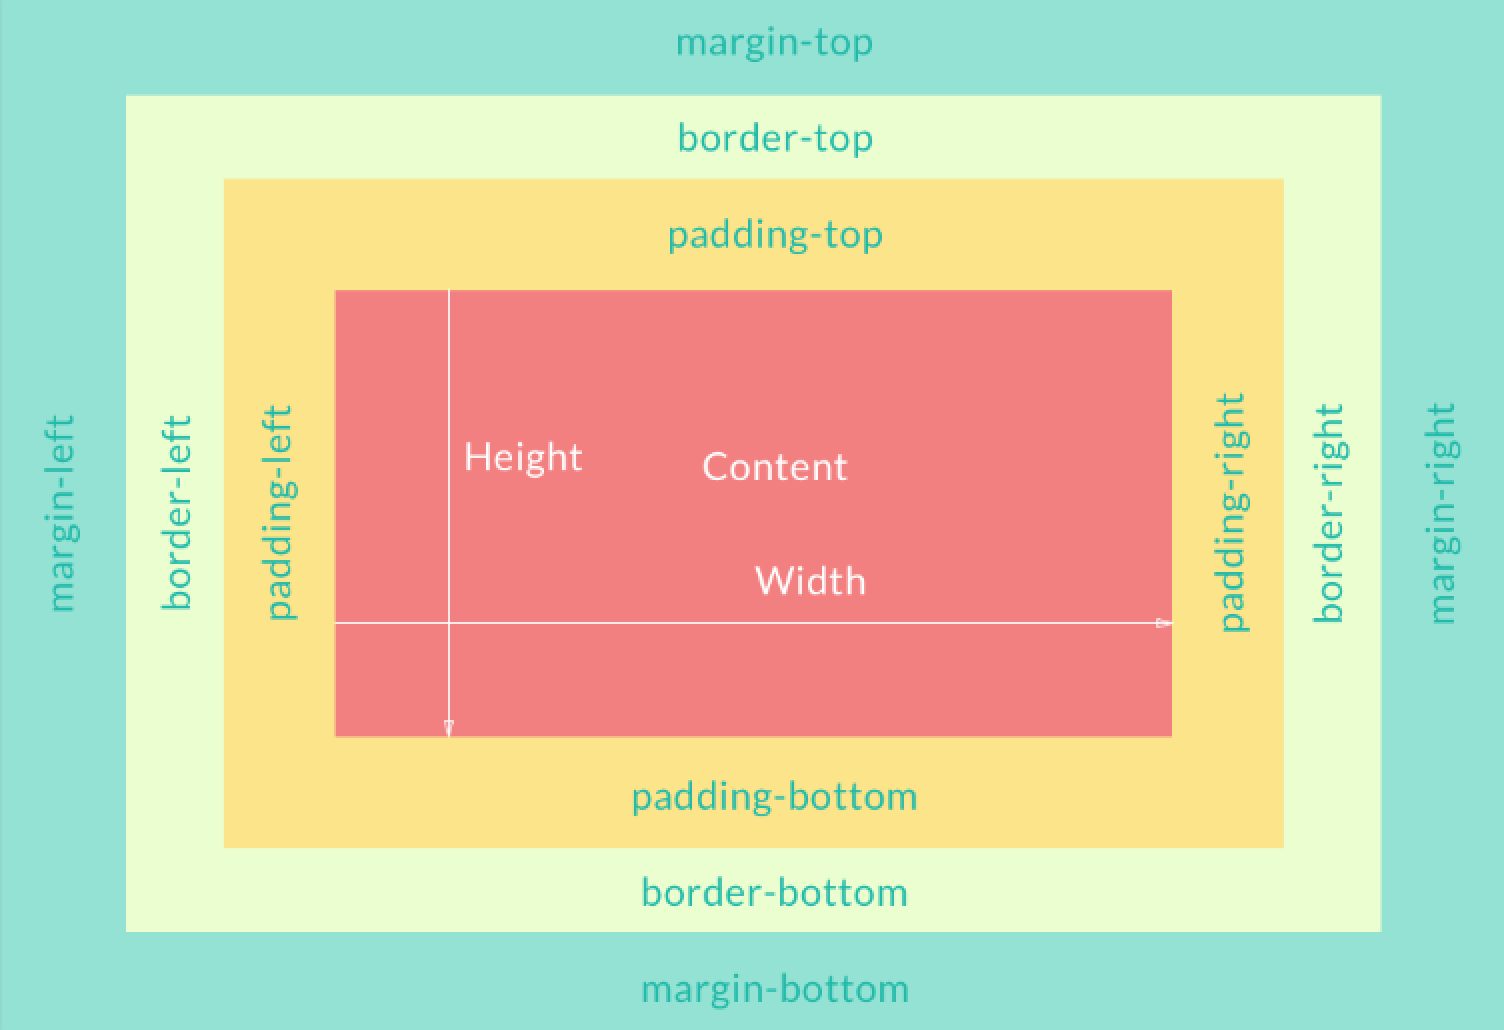 margin-top
border-top
padding-top
margin-left
border-left
padding-left
Height
Content
Width
padding-right
border-right
margin-right
padding-bottom
border-bottom
margin-bottom